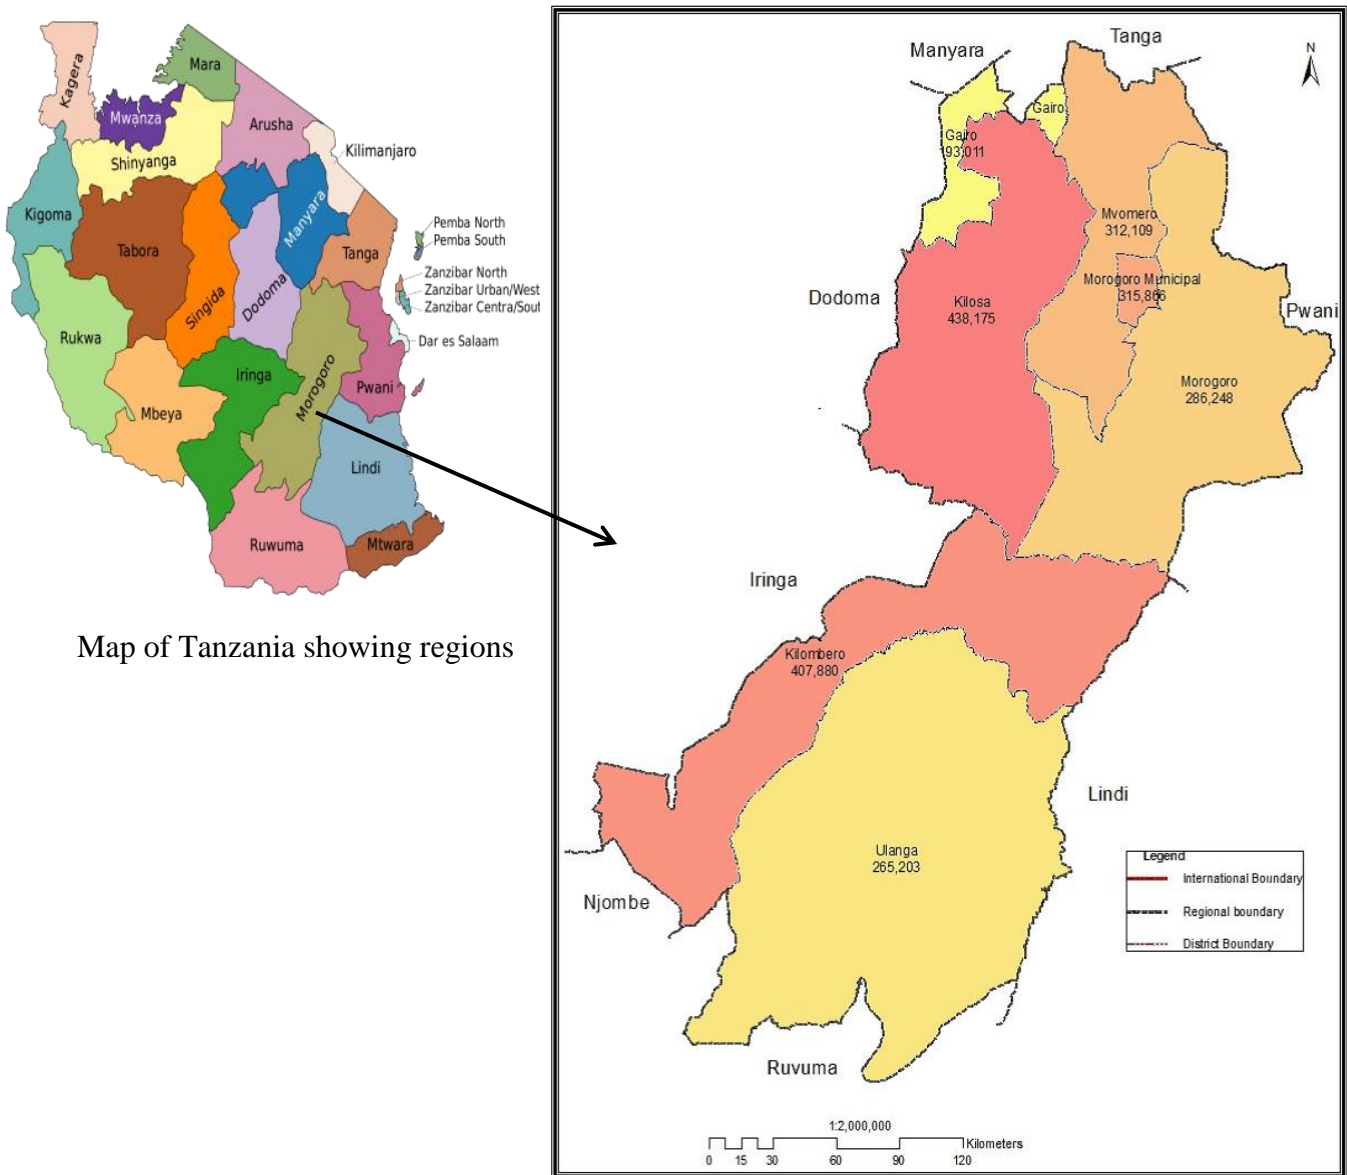 Kagera
Mara
Mwanza
Arusha
Kilimanjaro
Shinyanga
Kigoma
Tabora
Singida
Dodoma
Manyara
Tanga
Pemba North
Pemba South
Zanzibar North
Zanzibar Urban/West
Zanzibar Centra/Sout
Dar es Salaam
Rukwa
Mbeya
Iringa
Morogoro
Pwani
Lindi
Ruwuma
Mtwara
Map of Tanzania showing regions
Manyara
Tanga
N
Gairo
Gairo
93,011
Mvomero
312,109
Dodoma
Kilosa
438,175
Morogoro Municipal
315,866
Pwani
Morogoro
286,248
Iringa
Kilombero
407,880
Lindi
Ulanga
265,203
Njombe
Ruvuma
Legend
International Boundary
Regional boundary
District Boundary
1:2,000,000
Kilometers
0 15 30 60 90 120